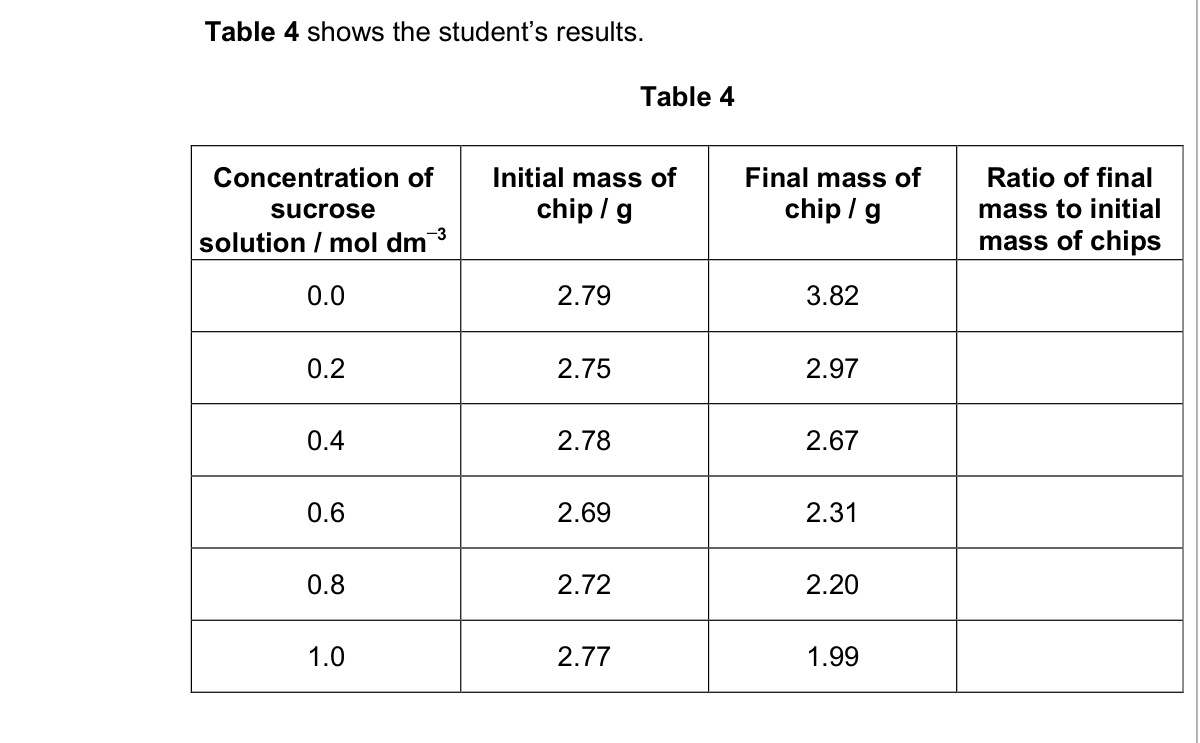 Table 4 shows the student’s results.
Table 4
Concentration of sucrose solution / mol dm⁻³ Initial mass of chip / g Final mass of chip / g Ratio of final mass to initial mass of chips
0.0 2.79 3.82
0.2 2.75 2.97
0.4 2.78 2.67
0.6 2.69 2.31
0.8 2.72 2.20
1.0 2.77 1.99